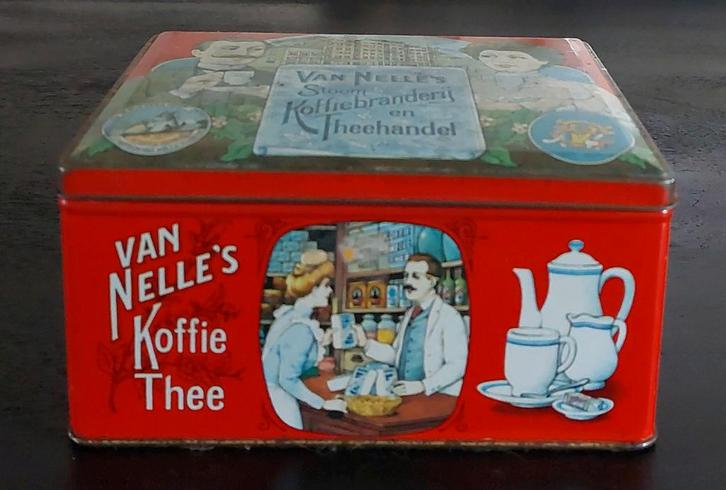 VAN NELLE'S
Stoom
Koffiebranderij
en
Theehandel
VAN
NELLE'S
Koffie
Thee